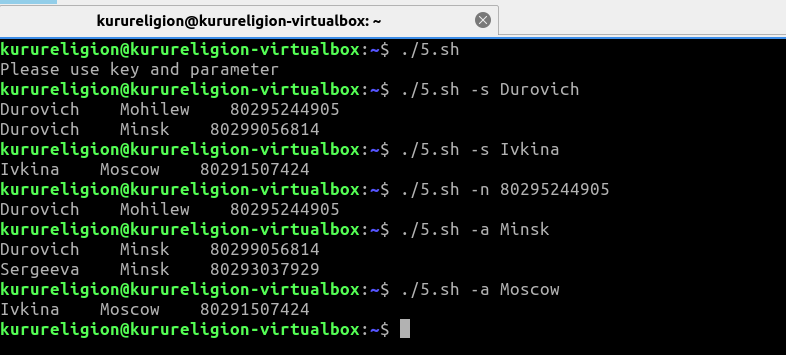 kurureligion@kurureligion-virtualbox: ~
kurureligion@kurureligion-virtualbox:~$ ./5.sh
Please use key and parameter
kurureligion@kurureligion-virtualbox:~$ ./5.sh -s Durovich
Durovich    Mohilew    80295244905
Durovich    Minsk    80299056814
kurureligion@kurureligion-virtualbox:~$ ./5.sh -s Ivkina
Ivkina    Moscow    80291507424
kurureligion@kurureligion-virtualbox:~$ ./5.sh -n 80295244905
Durovich    Mohilew    80295244905
kurureligion@kurureligion-virtualbox:~$ ./5.sh -a Minsk
Durovich    Minsk    80299056814
Sergeeva    Minsk    80293037929
kurureligion@kurureligion-virtualbox:~$ ./5.sh -a Moscow
Ivkina    Moscow    80291507424
kurureligion@kurureligion-virtualbox:~$